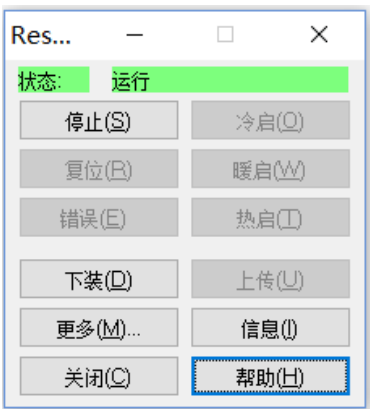 Res...
状态: 运行
停止(S) 冷启(O)
复位(R) 暖启(W)
错误(E) 热启(T)
下装(D) 上传(U)
更多(M)... 信息(I)
关闭(C) 帮助(H)